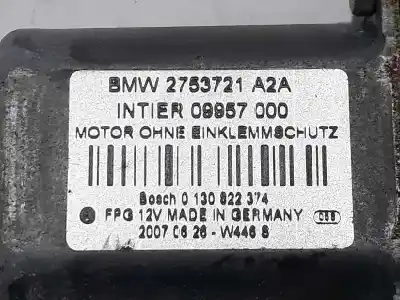 BMW 2753721 A2A
INTIER 09957 000
MOTOR OHNE EINKLEMMSCHUTZ
Bosch 0 130 822 374
FPG 12V MADE IN GERMANY
2007 06 26 - W446 8